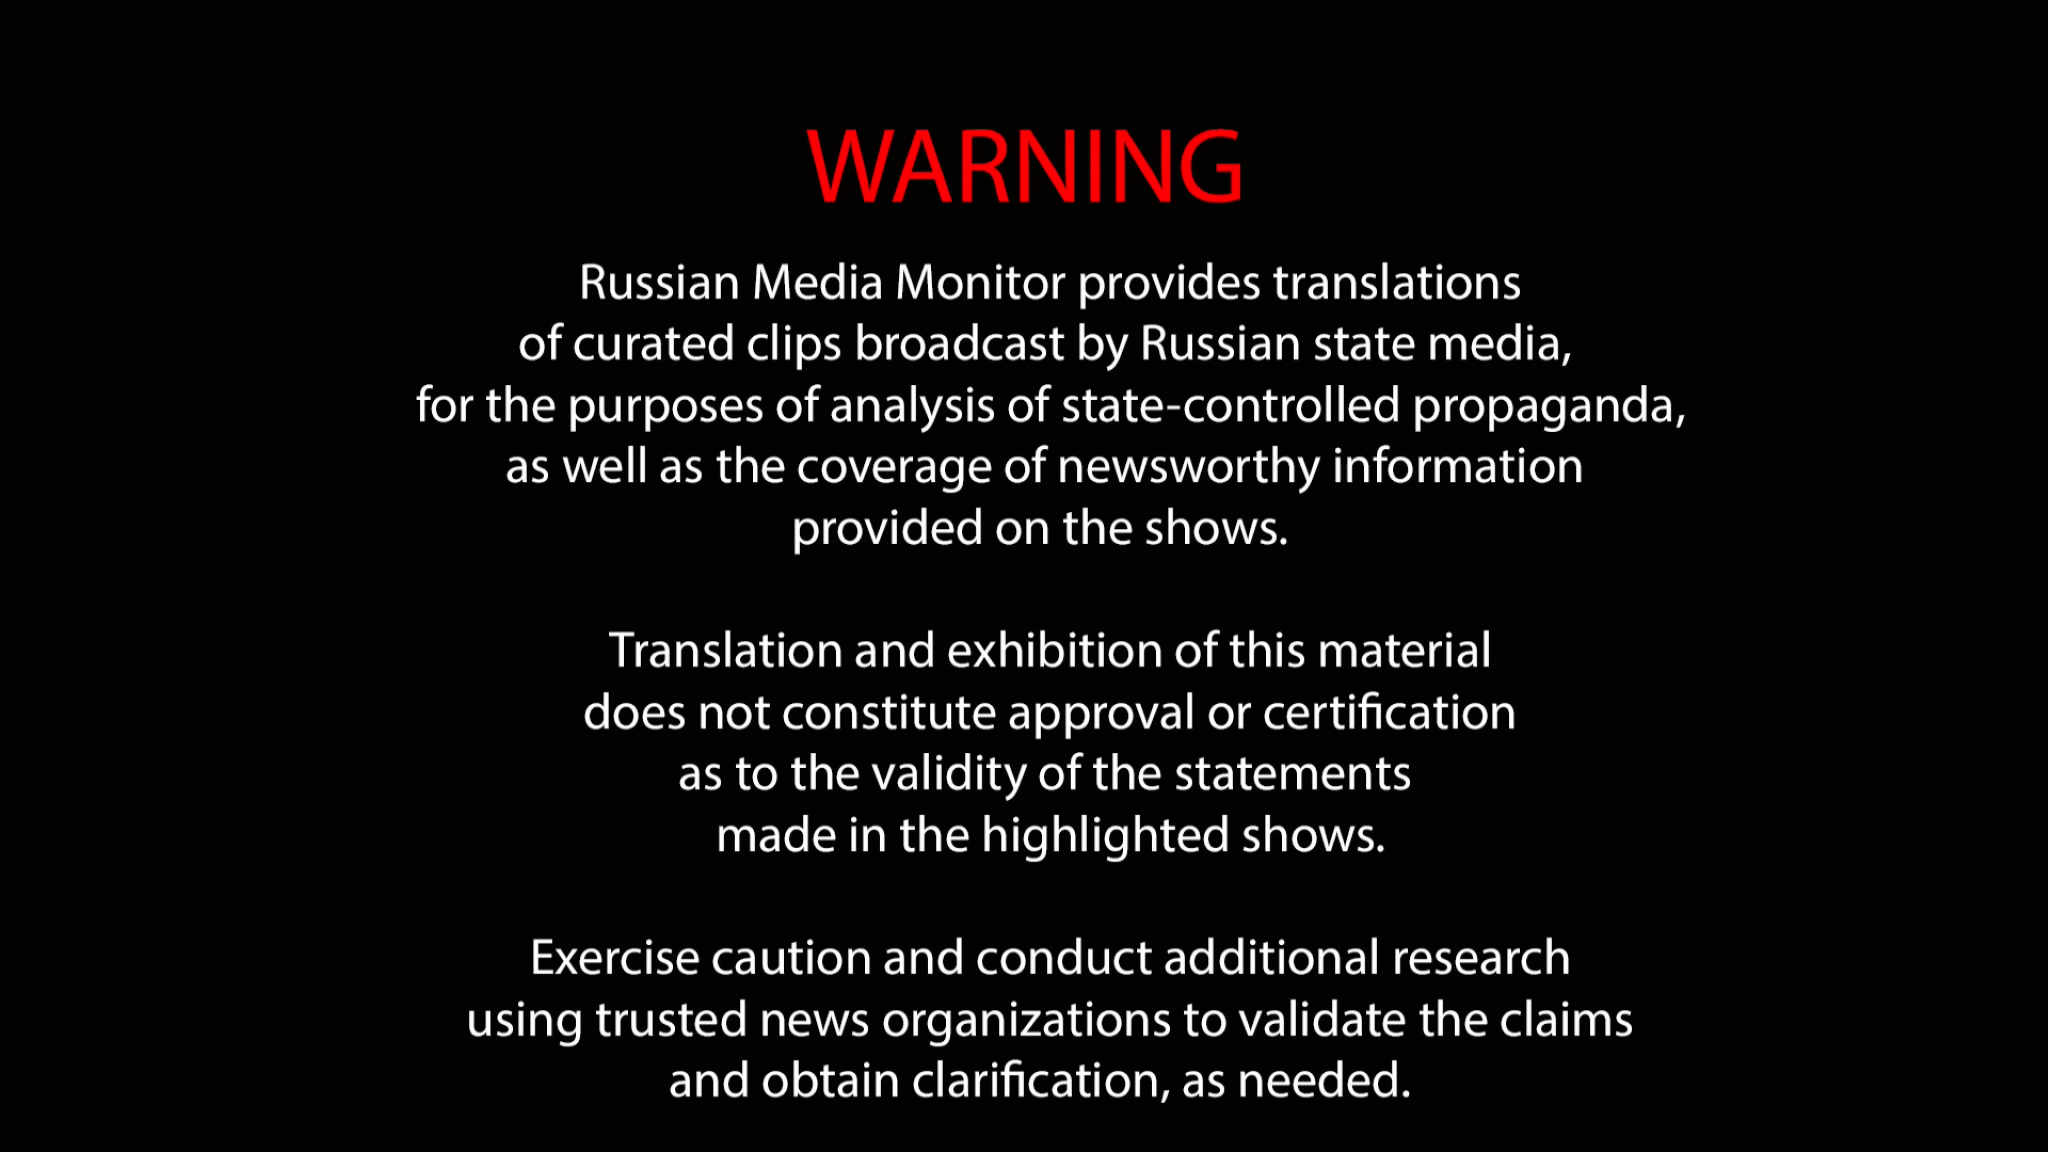 WARNING
Russian Media Monitor provides translations
of curated clips broadcast by Russian state media,
for the purposes of analysis of state-controlled propaganda,
as well as the coverage of newsworthy information
provided on the shows.
Translation and exhibition of this material
does not constitute approval or certification
as to the validity of the statements
made in the highlighted shows.
Exercise caution and conduct additional research
using trusted news organizations to validate the claims
and obtain clarification, as needed.